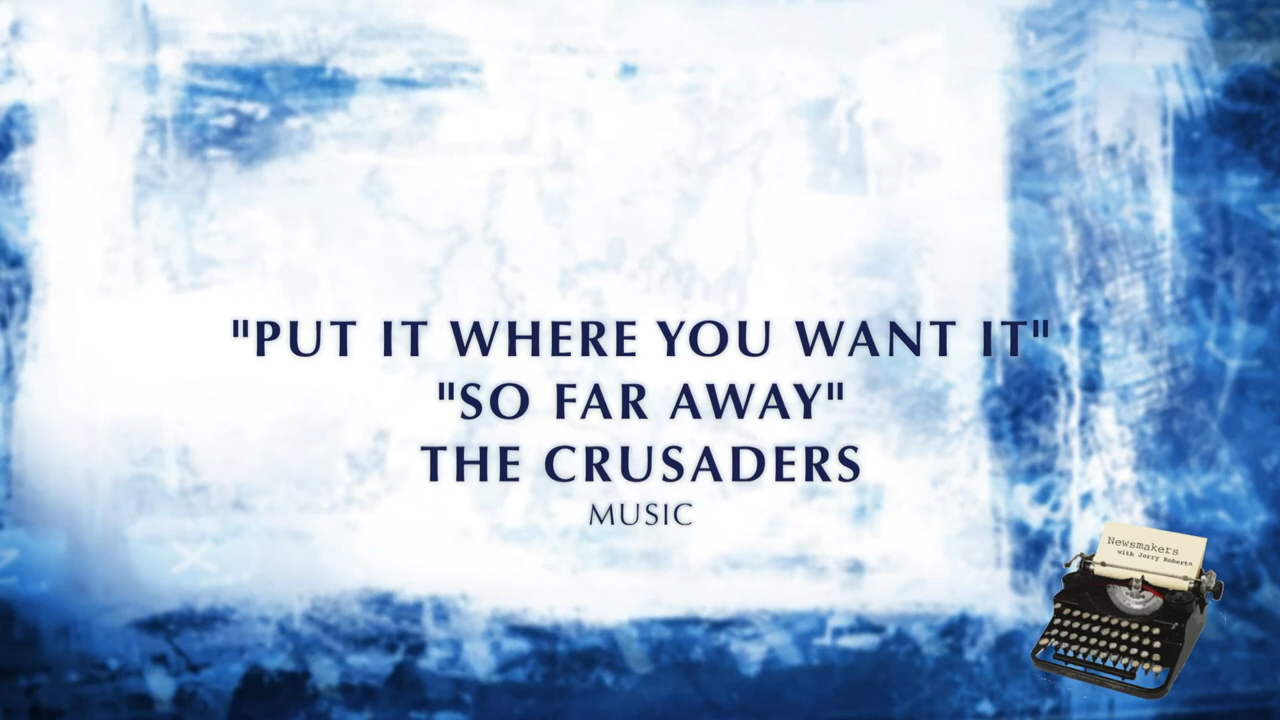 "PUT IT WHERE YOU WANT IT"
"SO FAR AWAY"
THE CRUSADERS
MUSIC
Newsmakers
with Jerry Roberts